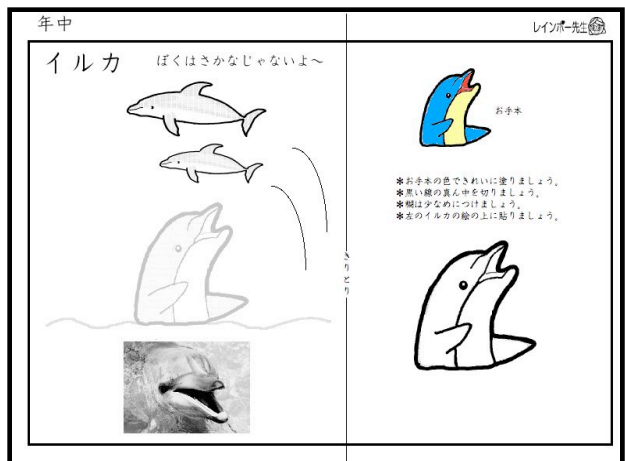 年中
レインボー先生
イルカ
ぼくはさかなじゃないよ～
お手本
＊お手本の色できれいに塗りましょう。
＊黒い線の真ん中を切りましょう。
＊糊は少なめにつけましょう。
＊左のイルカの絵の上に貼りましょう。
きりとり